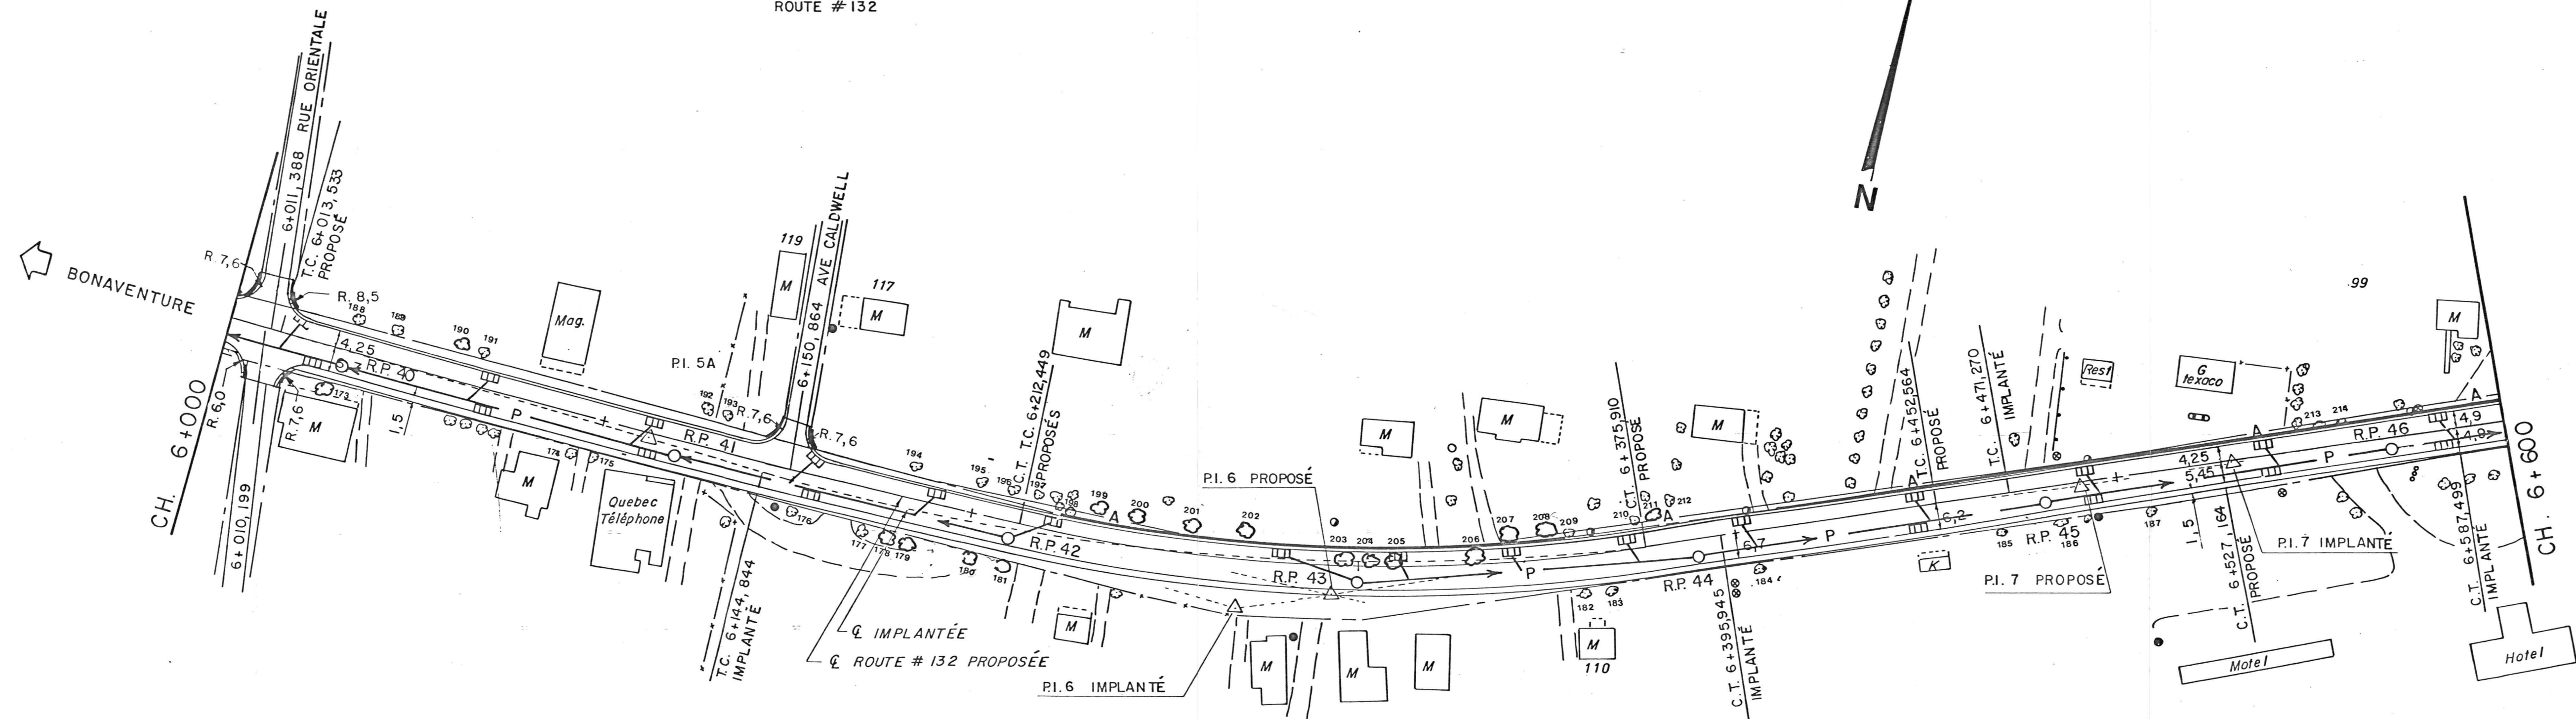 ROUTE #132
RUE ORIENTALE
6+011,388
T.C. 6+013,533
PROPOSÉ
R.7,6
R. 8,5
BONAVENTURE
CH. 6+000
R. 6,0
R. 7,6
6+010,199
4,25
R.P. 40
173
M
1,5
188
189
190
191
Mag.
P
174
175
M
Quebec
Téléphone
P.I. 5A
192
193
R.7,6
R.P. 41
119
M
AVE CALDWELL
6+150,864
117
M
R.7,6
176
T.C. 6+144,844
IMPLANTÉ
177
178
179
180
181
194
195
196
197
198
199
200
201
202
C.T. T.C. 6+212,449
PROPOSÉS
M
A
R.P. 42
℄ IMPLANTÉE
℄ ROUTE # 132 PROPOSÉE
M
P.I.6 IMPLANTÉ
P.I.6 PROPOSÉ
R.P. 43
203
204
205
206
207
208
209
210
211
212
M
M
M
M
M
P
C.T. 6+375,910
PROPOSÉ
M
A
R.P. 44
182
183
184
M
110
6,7
C.T. 6+395,945
IMPLANTÉ
P
N
A
T.C. 6+452,564
PROPOSÉ
6,2
K
T.C. 6+471,270
IMPLANTÉ
185
R.P. 45
186
187
P.I. 7 PROPOSÉ
Rest
G
texaco
4,25
5,45
1,5
C.T. 6+527,164
PROPOSÉ
P.I.7 IMPLANTÉ
A
213
214
R.P. 46
P
99
M
A
4,9
4,9
C.T. 6+587,499
IMPLANTÉ
CH. 6+600
Motel
Hotel